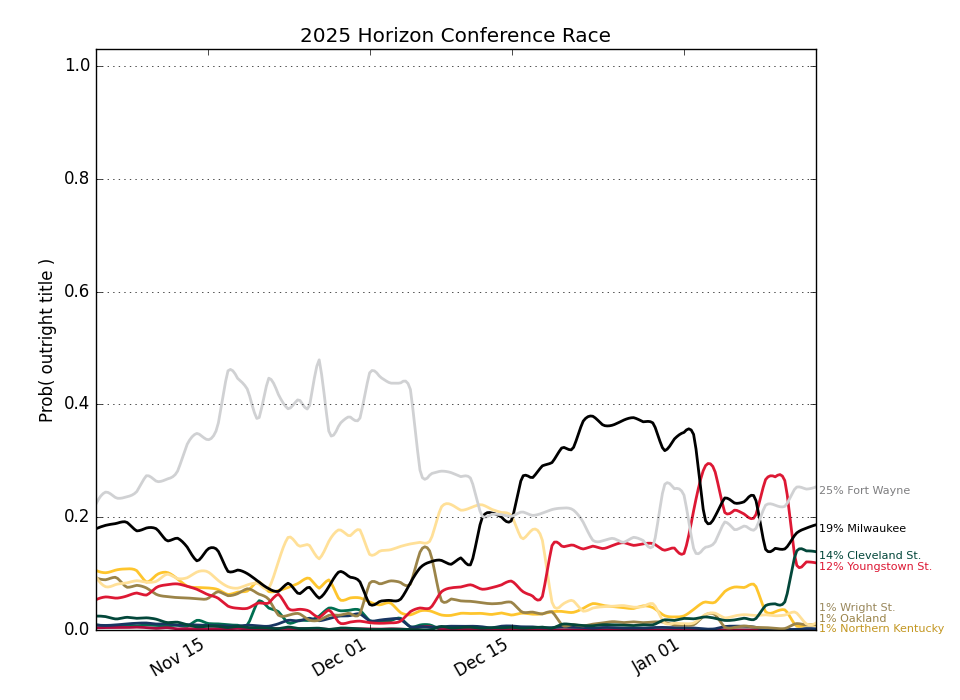 2025 Horizon Conference Race
Prob( outright title )
1.0
0.8
0.6
0.4
0.2
0.0
Nov 15
Dec 01
Dec 15
Jan 01
25% Fort Wayne
19% Milwaukee
14% Cleveland St.
12% Youngstown St.
4% Wright St.
1% Oakland
1% Northern Kentucky